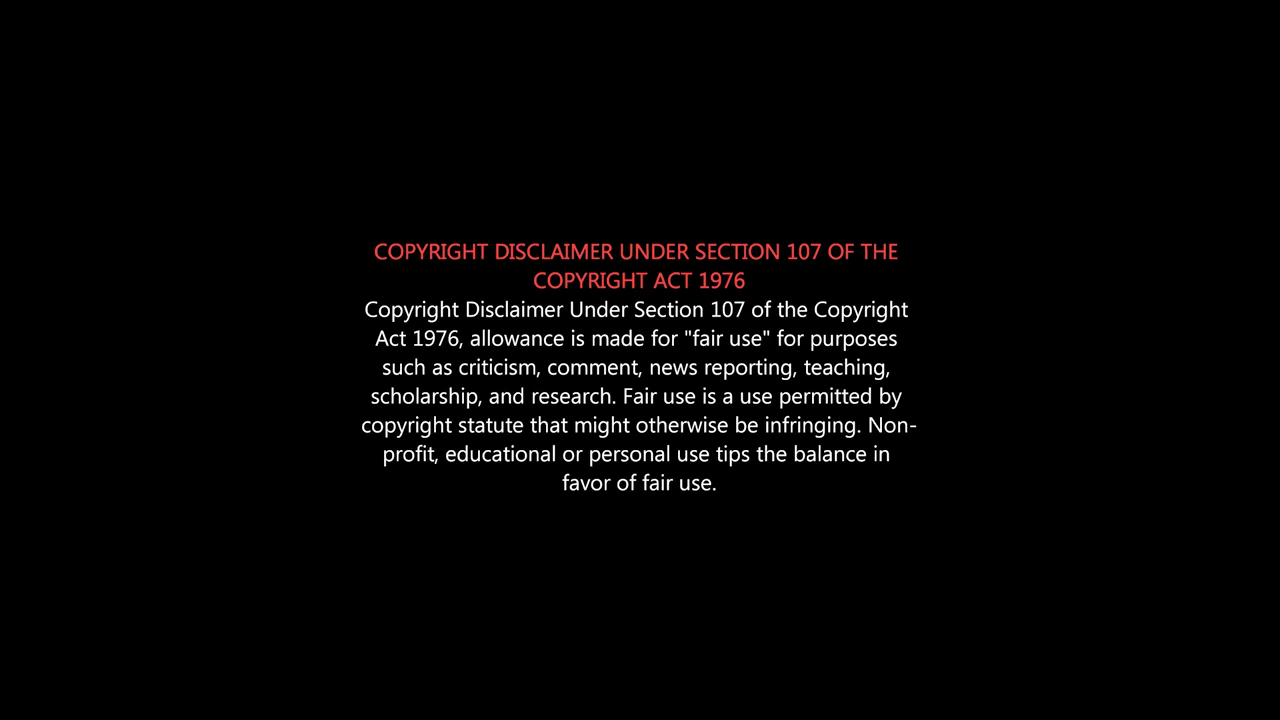 COPYRIGHT DISCLAIMER UNDER SECTION 107 OF THE
COPYRIGHT ACT 1976
Copyright Disclaimer Under Section 107 of the Copyright
Act 1976, allowance is made for "fair use" for purposes
such as criticism, comment, news reporting, teaching,
scholarship, and research. Fair use is a use permitted by
copyright statute that might otherwise be infringing. Non-
profit, educational or personal use tips the balance in
favor of fair use.